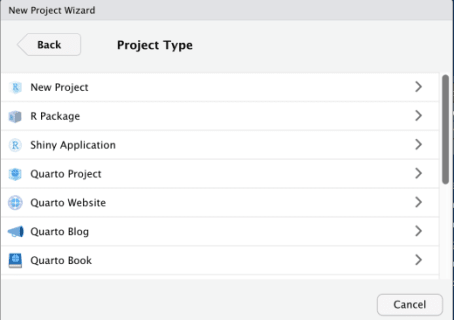 New Project Wizard
Back
Project Type
R New Project
R Package
R Shiny Application
Quarto Project
Quarto Website
Quarto Blog
Quarto Book
Cancel